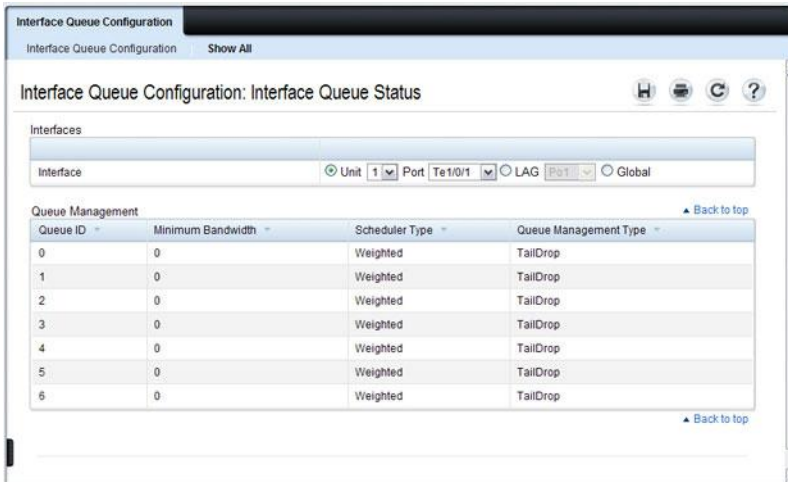 Interface Queue Configuration
Interface Queue Configuration Show All
Interface Queue Configuration: Interface Queue Status
Interfaces
Interface Unit 1 Port Te1/0/1 LAG Po1 Global
Queue Management Back to top
Queue ID Minimum Bandwidth Scheduler Type Queue Management Type
0 0 Weighted TailDrop
1 0 Weighted TailDrop
2 0 Weighted TailDrop
3 0 Weighted TailDrop
4 0 Weighted TailDrop
5 0 Weighted TailDrop
6 0 Weighted TailDrop
Back to top